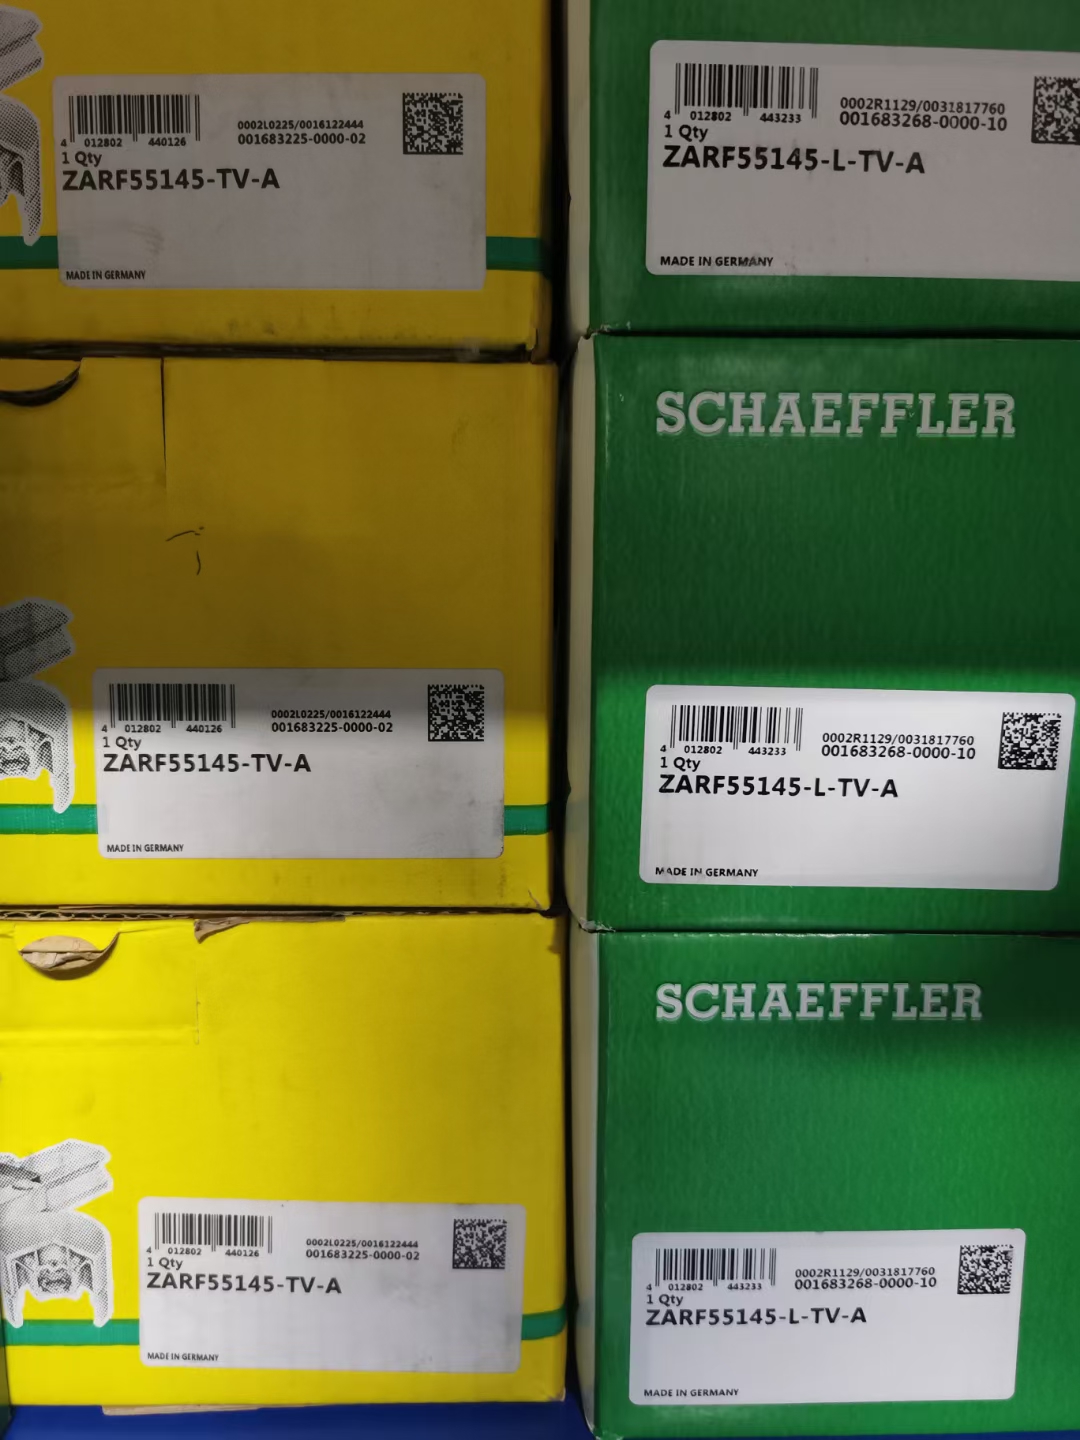 4 012802 440126
0002L0225/0016122444
001683225-0000-02
1 Qty
ZARF55145-TV-A
MADE IN GERMANY
4 012802 443233
0002R1129/0031817760
001683268-0000-10
1 Qty
ZARF55145-L-TV-A
MADE IN GERMANY
4 012802 440126
0002L0225/0016122444
001683225-0000-02
1 Qty
ZARF55145-TV-A
MADE IN GERMANY
SCHAEFFLER
4 012802 443233
0002R1129/0031817760
001683268-0000-10
1 Qty
ZARF55145-L-TV-A
MADE IN GERMANY
4 012802 440126
0002L0225/0016122444
001683225-0000-02
1 Qty
ZARF55145-TV-A
MADE IN GERMANY
SCHAEFFLER
4 012802 443233
0002R1129/0031817760
001683268-0000-10
1 Qty
ZARF55145-L-TV-A
MADE IN GERMANY